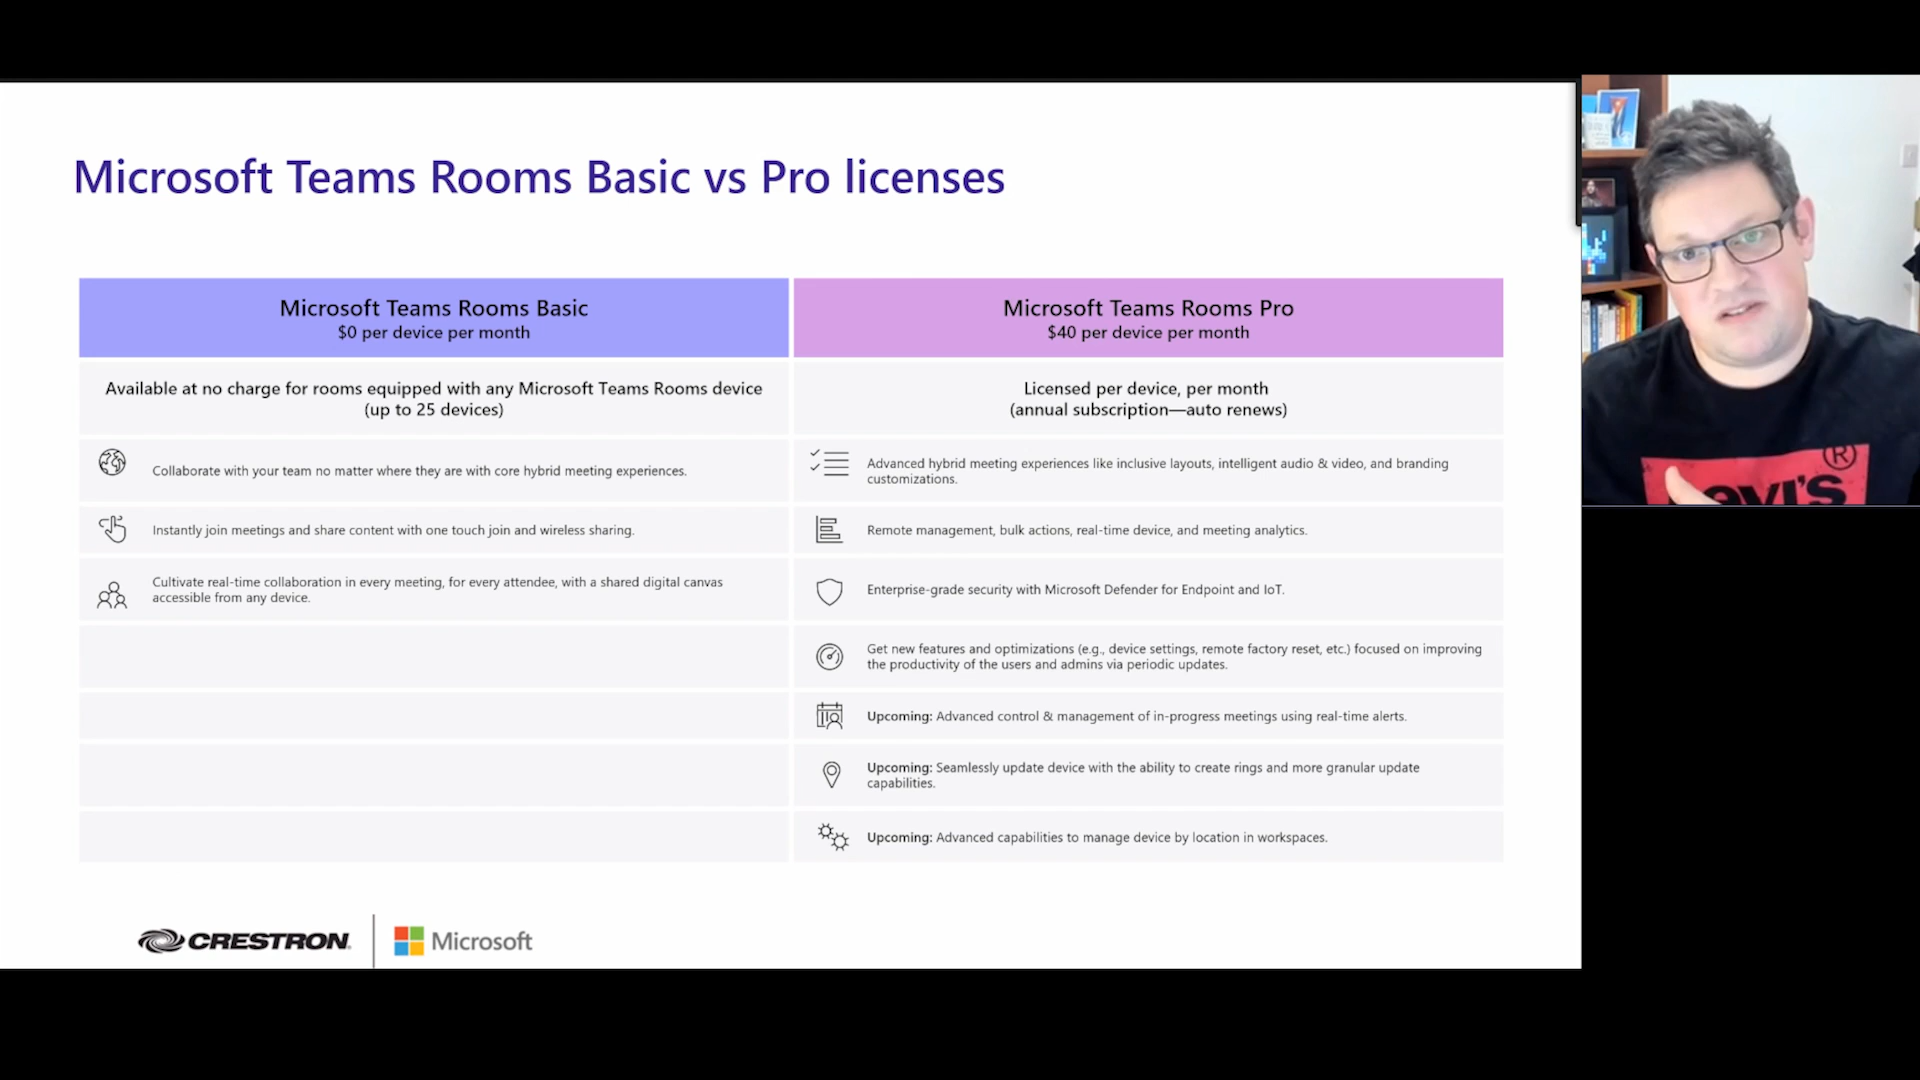 Microsoft Teams Rooms Basic vs Pro licenses
Microsoft Teams Rooms Basic
$0 per device per month
Microsoft Teams Rooms Pro
$40 per device per month
Available at no charge for rooms equipped with any Microsoft Teams Rooms device
(up to 25 devices)
Licensed per device, per month
(annual subscription—auto renews)
Collaborate with your team no matter where they are with core hybrid meeting experiences.
Advanced hybrid meeting experiences like inclusive layouts, intelligent audio & video, and branding
customizations.
Instantly join meetings and share content with one touch join and wireless sharing.
Remote management, bulk actions, real-time device, and meeting analytics.
Cultivate real-time collaboration in every meeting, for every attendee, with a shared digital canvas
accessible from any device.
Enterprise-grade security with Microsoft Defender for Endpoint and IoT.
Get new features and optimizations (e.g., device settings, remote factory reset, etc.) focused on improving
the productivity of the users and admins via periodic updates.
Upcoming: Advanced control & management of in-progress meetings using real-time alerts.
Upcoming: Seamlessly update device with the ability to create rings and more granular update
capabilities.
Upcoming: Advanced capabilities to manage device by location in workspaces.
CRESTRON
Microsoft
®
evi's